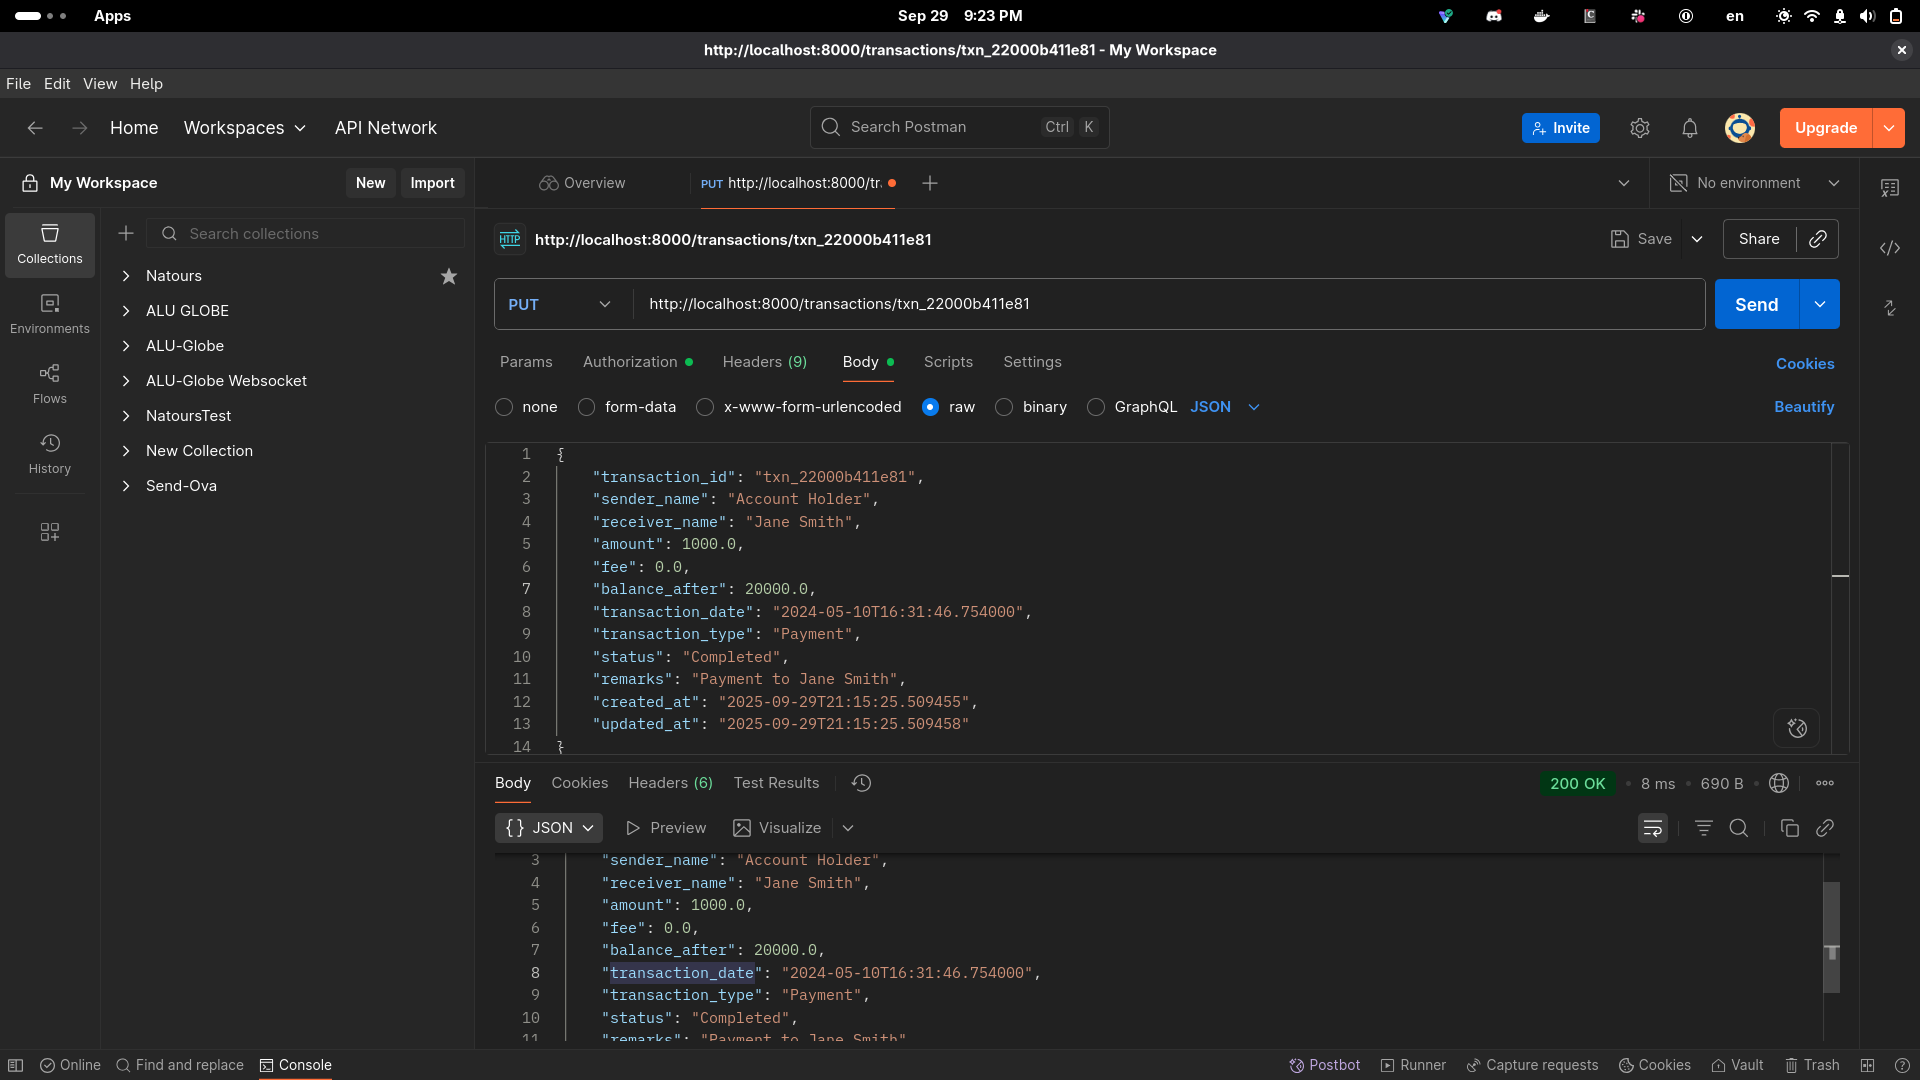 Apps
Sep 29 9:23 PM
en
http://localhost:8000/transactions/txn_22000b411e81 - My Workspace
File Edit View Help
Home Workspaces API Network
Search Postman Ctrl K
Invite
Upgrade
My Workspace
New
Import
Overview
PUT http://localhost:8000/tr
No environment
Collections
Environments
Flows
History
Search collections
Natours
ALU GLOBE
ALU-Globe
ALU-Globe Websocket
NatoursTest
New Collection
Send-Ova
HTTP http://localhost:8000/transactions/txn_22000b411e81
Save
Share
PUT http://localhost:8000/transactions/txn_22000b411e81
Send
Params Authorization Headers (9) Body Scripts Settings
Cookies
none form-data x-www-form-urlencoded raw binary GraphQL JSON
Beautify
1 {
2 "transaction_id": "txn_22000b411e81",
3 "sender_name": "Account Holder",
4 "receiver_name": "Jane Smith",
5 "amount": 1000.0,
6 "fee": 0.0,
7 "balance_after": 20000.0,
8 "transaction_date": "2024-05-10T16:31:46.754000",
9 "transaction_type": "Payment",
10 "status": "Completed",
11 "remarks": "Payment to Jane Smith",
12 "created_at": "2025-09-29T21:15:25.509455",
13 "updated_at": "2025-09-29T21:15:25.509458"
14 }
Body Cookies Headers (6) Test Results
200 OK 8 ms 690 B
{} JSON Preview Visualize
3 "sender_name": "Account Holder",
4 "receiver_name": "Jane Smith",
5 "amount": 1000.0,
6 "fee": 0.0,
7 "balance_after": 20000.0,
8 "transaction_date": "2024-05-10T16:31:46.754000",
9 "transaction_type": "Payment",
10 "status": "Completed",
11 "remarks": "Payment to Jane Smith"
Online Find and replace Console
Postbot Runner Capture requests Cookies Vault Trash